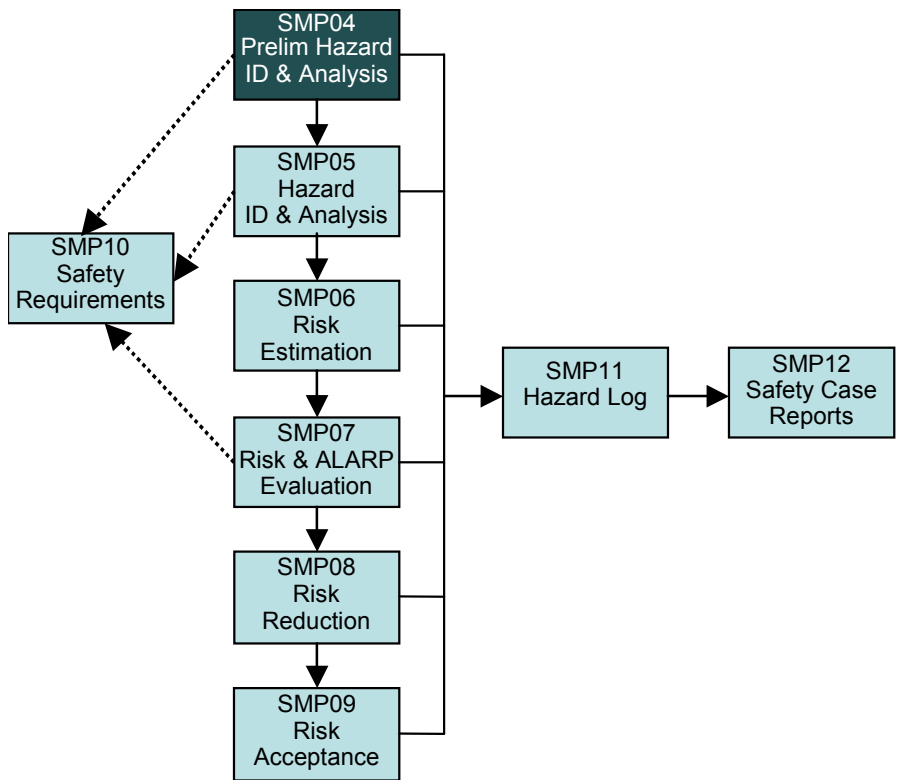 SMP04
Prelim Hazard
ID & Analysis
SMP05
Hazard
ID & Analysis
SMP10
Safety
Requirements
SMP06
Risk
Estimation
SMP11
Hazard Log
SMP12
Safety Case
Reports
SMP07
Risk & ALARP
Evaluation
SMP08
Risk
Reduction
SMP09
Risk
Acceptance